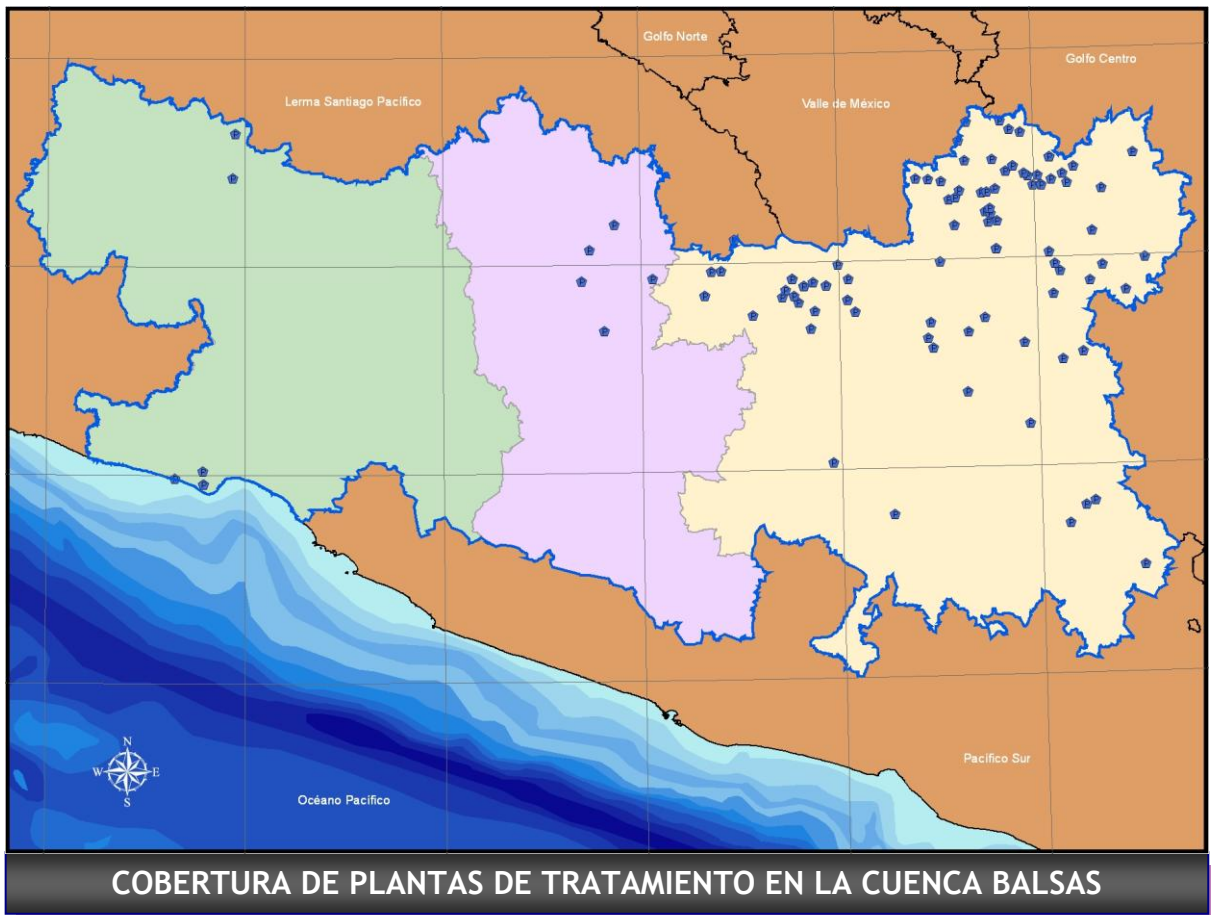 Golfo Norte
Golfo Centro
Lerma Santiago Pacífico
Valle de México
Pacífico Sur
N
W E
S
Océano Pacífico
COBERTURA DE PLANTAS DE TRATAMIENTO EN LA CUENCA BALSAS